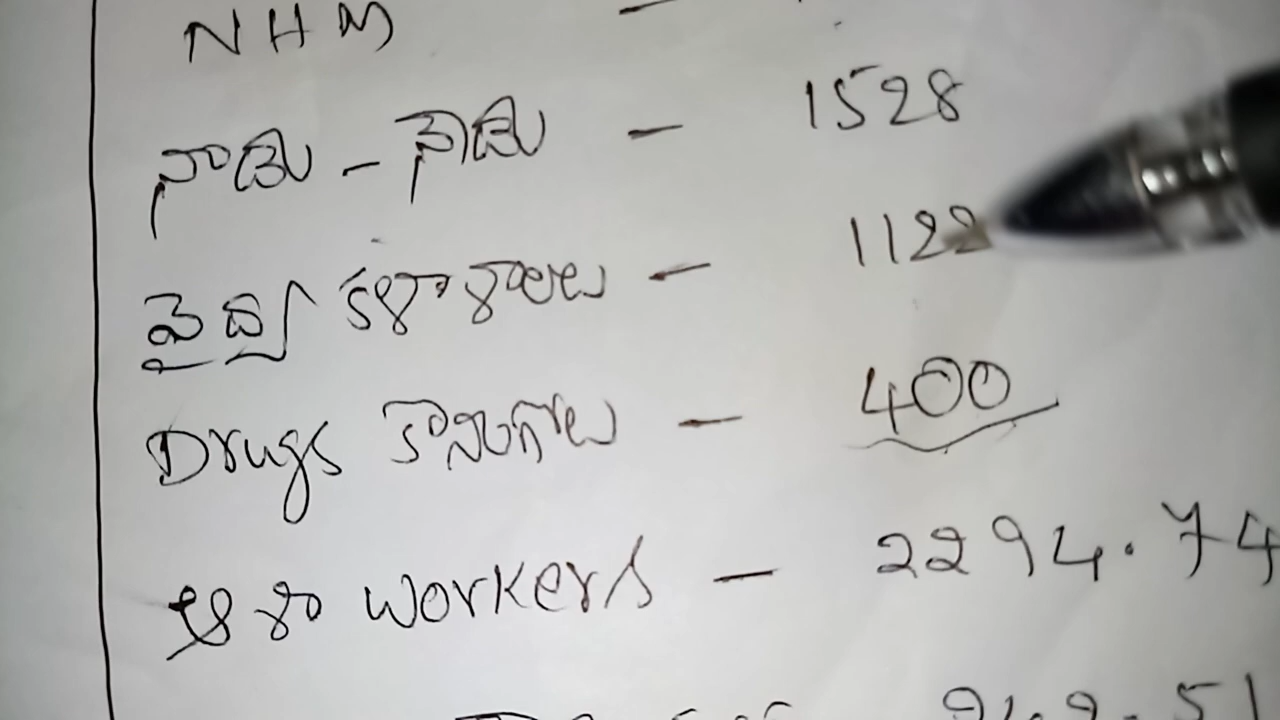 NHM -
నాడు - నేడు - 1528
వైద్య కళాశాలలు - 1122
Drugs కొనుగోలు - 400
ఆశా workers - 2294.74